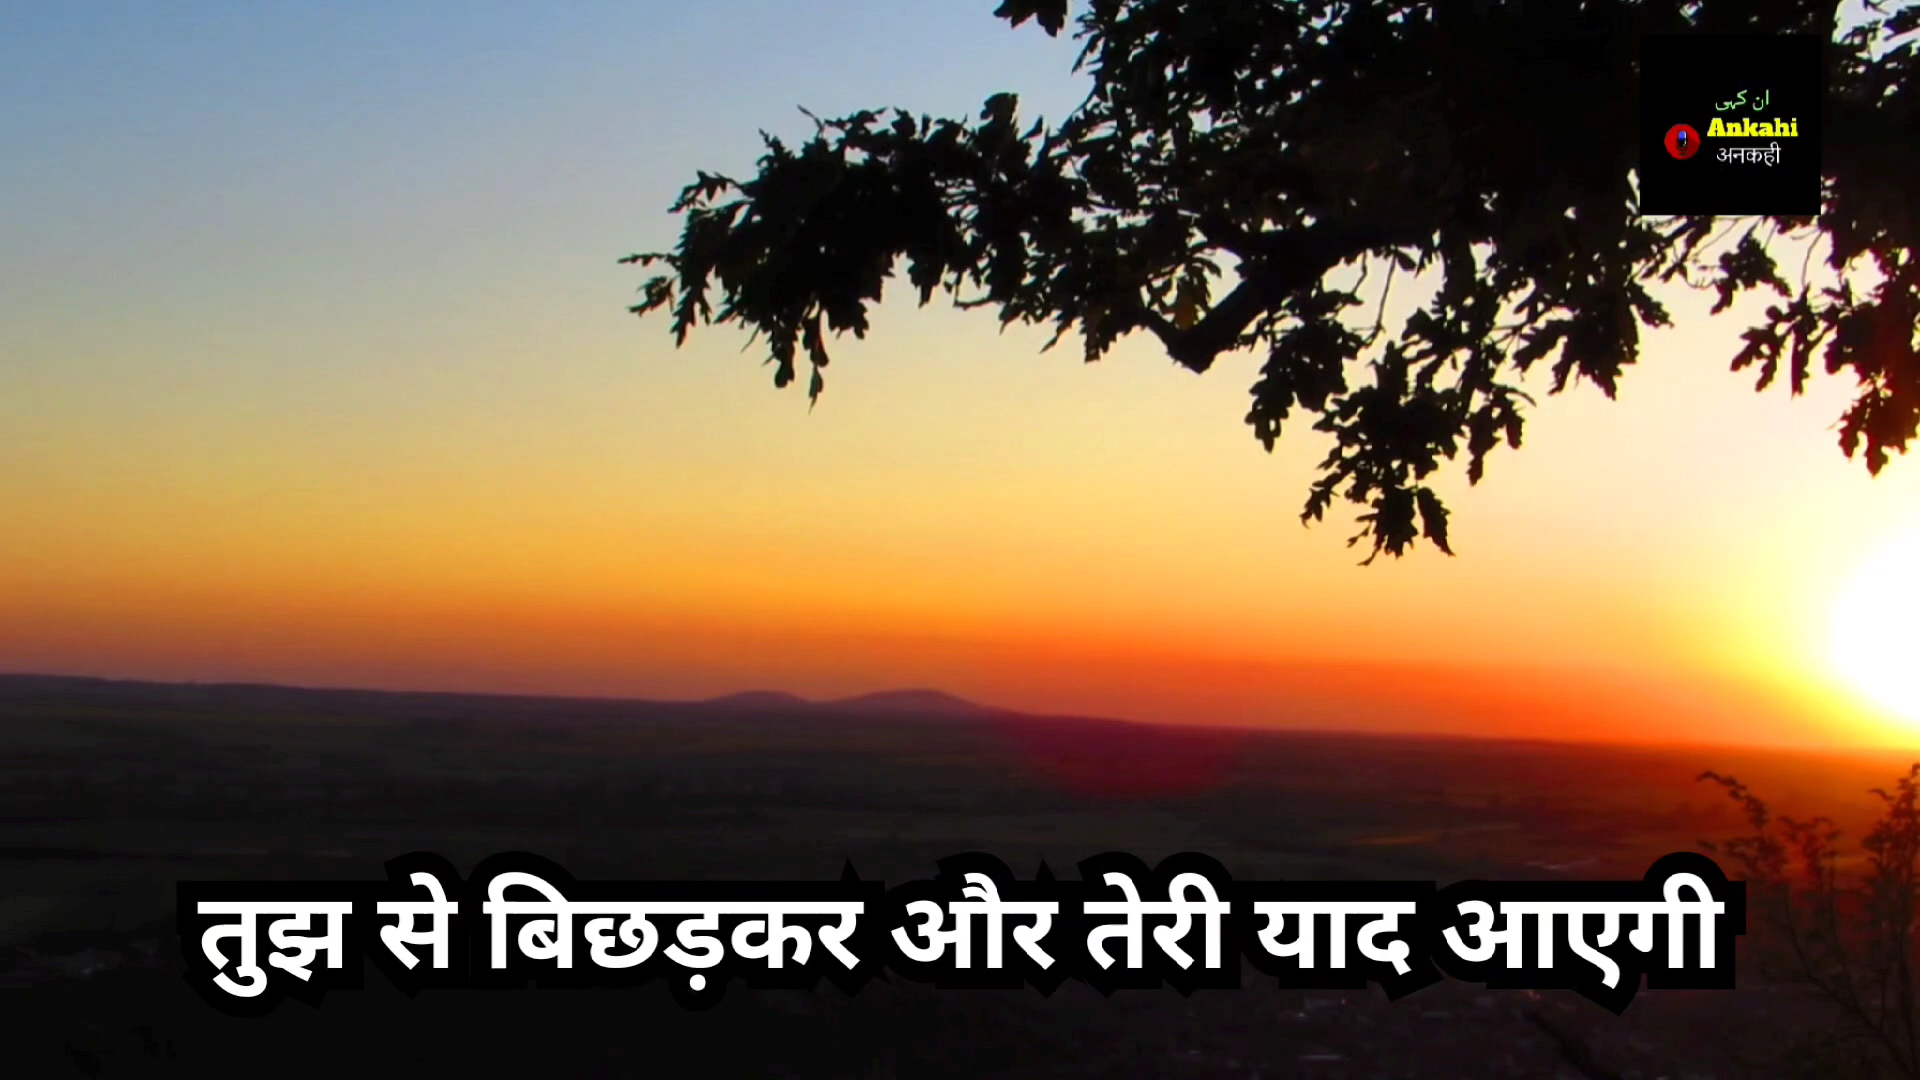 ان کہی
Ankahi
अनकही
तुझ से बिछड़कर और तेरी याद आएगी